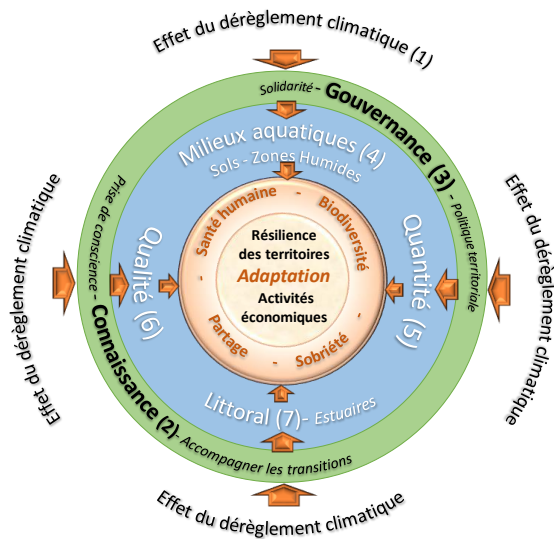 Effet du dérèglement climatique (1)
Solidarité - Gouvernance (3) - Politique territoriale
Milieux aquatiques (4)
Sols - Zones Humides
Prise de conscience - Connaissance (2) - Accompagner les transitions
Effet du dérèglement climatique
Effet du dérèglement climatique
Qualité (6)
Quantité (5)
Santé humaine - Biodiversité -
Résilience
des territoires
Adaptation
Activités
économiques
Partage - Sobriété -
Littoral (7) - Estuaires
Effet du dérèglement climatique